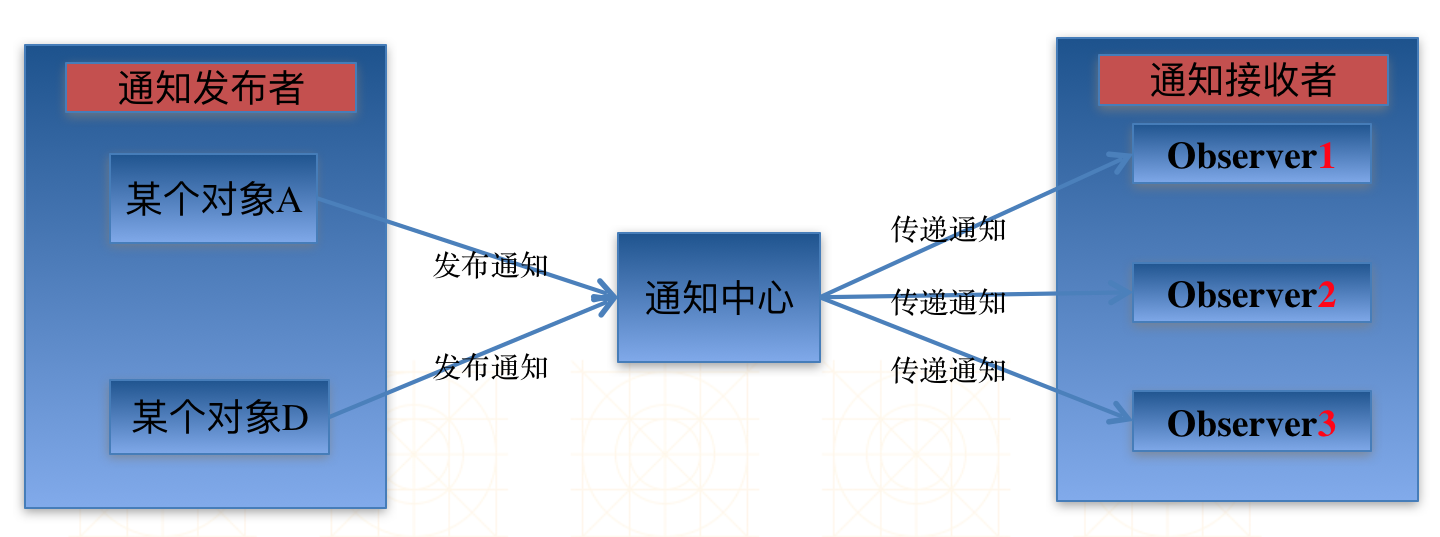 通知发布者
某个对象A
某个对象D
发布通知
发布通知
通知中心
传递通知
传递通知
传递通知
通知接收者
Observer1
Observer2
Observer3